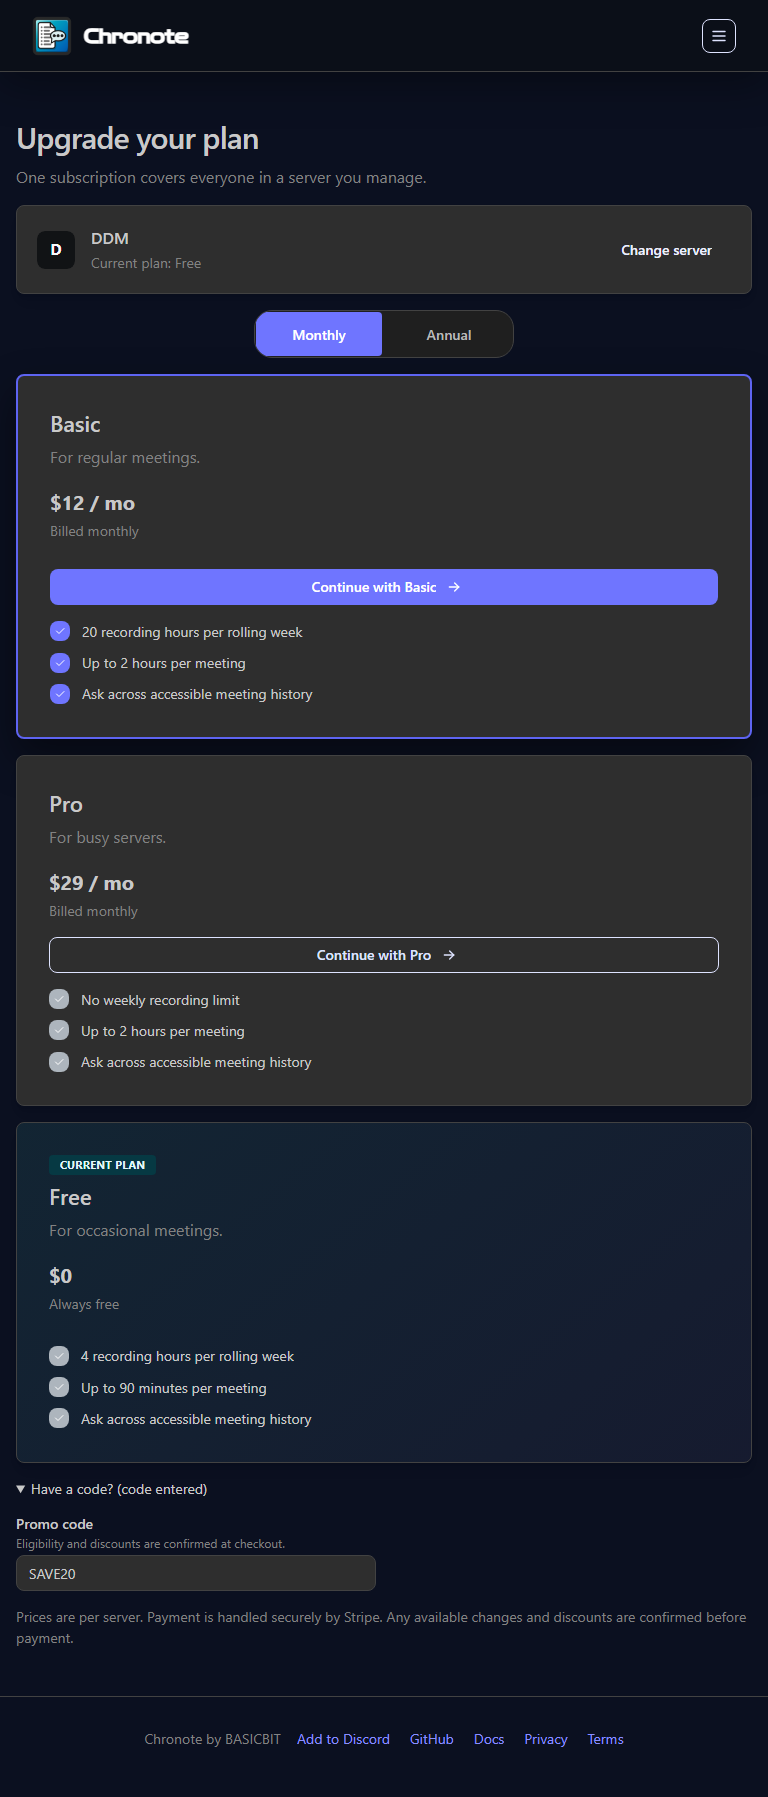 Chronote
Upgrade your plan
One subscription covers everyone in a server you manage.
D
DDM
Current plan: Free
Change server
Monthly
Annual
Basic
For regular meetings.
$12 / mo
Billed monthly
Continue with Basic →
20 recording hours per rolling week
Up to 2 hours per meeting
Ask across accessible meeting history
Pro
For busy servers.
$29 / mo
Billed monthly
Continue with Pro →
No weekly recording limit
Up to 2 hours per meeting
Ask across accessible meeting history
CURRENT PLAN
Free
For occasional meetings.
$0
Always free
4 recording hours per rolling week
Up to 90 minutes per meeting
Ask across accessible meeting history
▼ Have a code? (code entered)
Promo code
Eligibility and discounts are confirmed at checkout.
SAVE20
Prices are per server. Payment is handled securely by Stripe. Any available changes and discounts are confirmed before
payment.
Chronote by BASICBIT Add to Discord GitHub Docs Privacy Terms